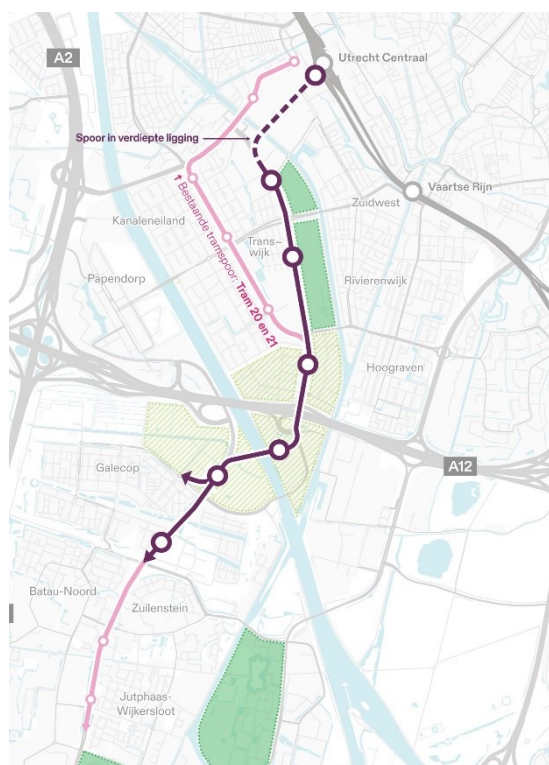 A2
Utrecht Centraal
Spoor in verdiepte ligging
Vaartse Rijn
Zuidwest
Kanaleneiland
← Bestaande tramspoor: Tram 20 en 21
Trans-
wijk
Papendorp
Rivierenwijk
Hoograven
Galecop
A12
Batau-Noord
Zuilenstein
Jutphaas-
Wijkersloot